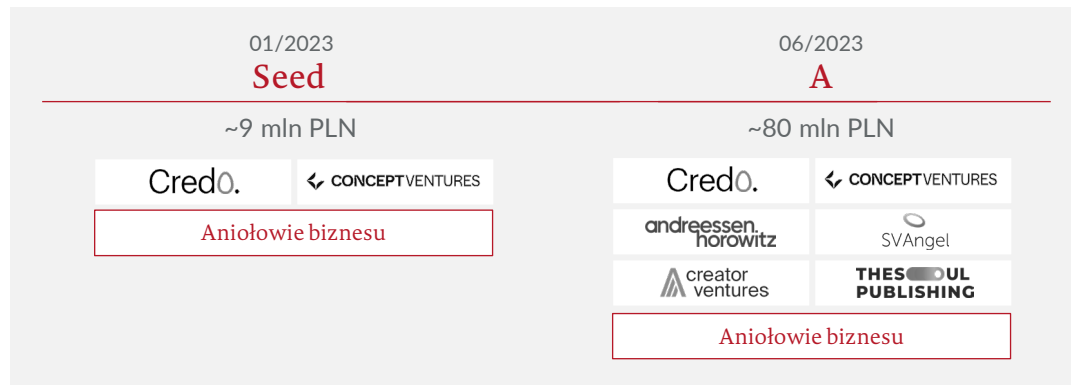 01/2023
Seed
~9 mln PLN
Credo.
CONCEPTVENTURES
Aniołowie biznesu
06/2023
A
~80 mln PLN
Credo.
CONCEPTVENTURES
andreessen.
horowitz
SVAngel
creator
ventures
THESOUL
PUBLISHING
Aniołowie biznesu